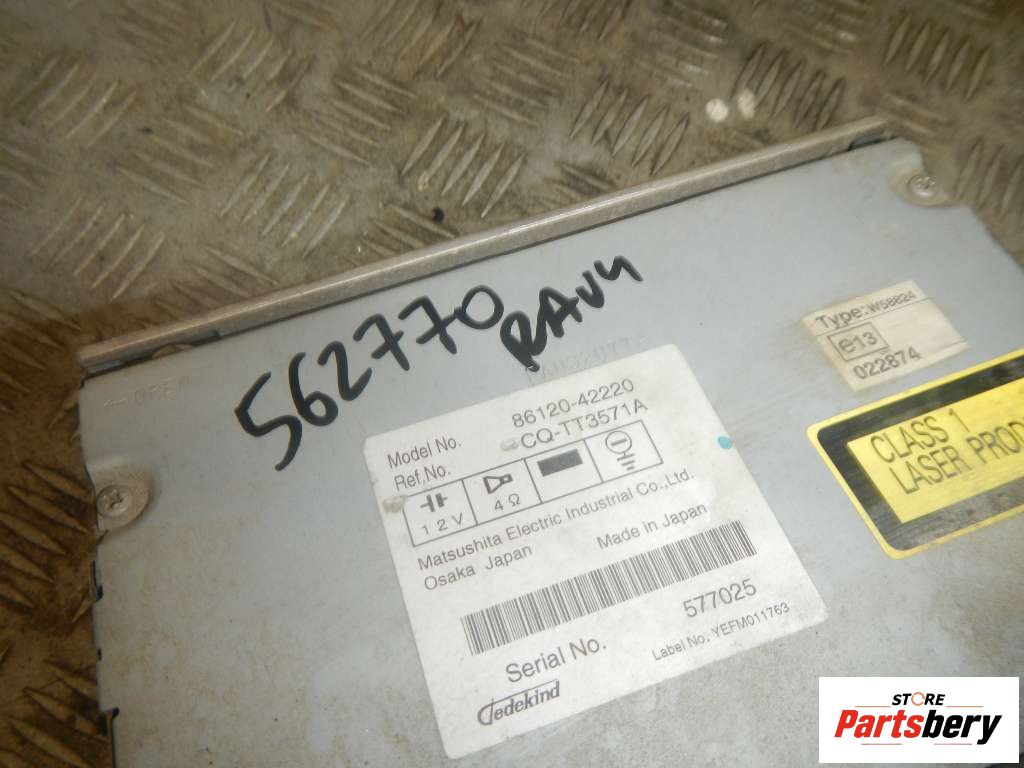 562770
RAV4
Type: W58824
e13
022874
CLASS 1
LASER PROD
Model No. 86120-42220
Ref.No. CQ-TT3571A
12V
4Ω
Matsushita Electric Industrial Co.,Ltd.
Osaka Japan Made in Japan
Serial No. 577025
Label No. YEFM011763
Dedekind
STORE
Partsbery